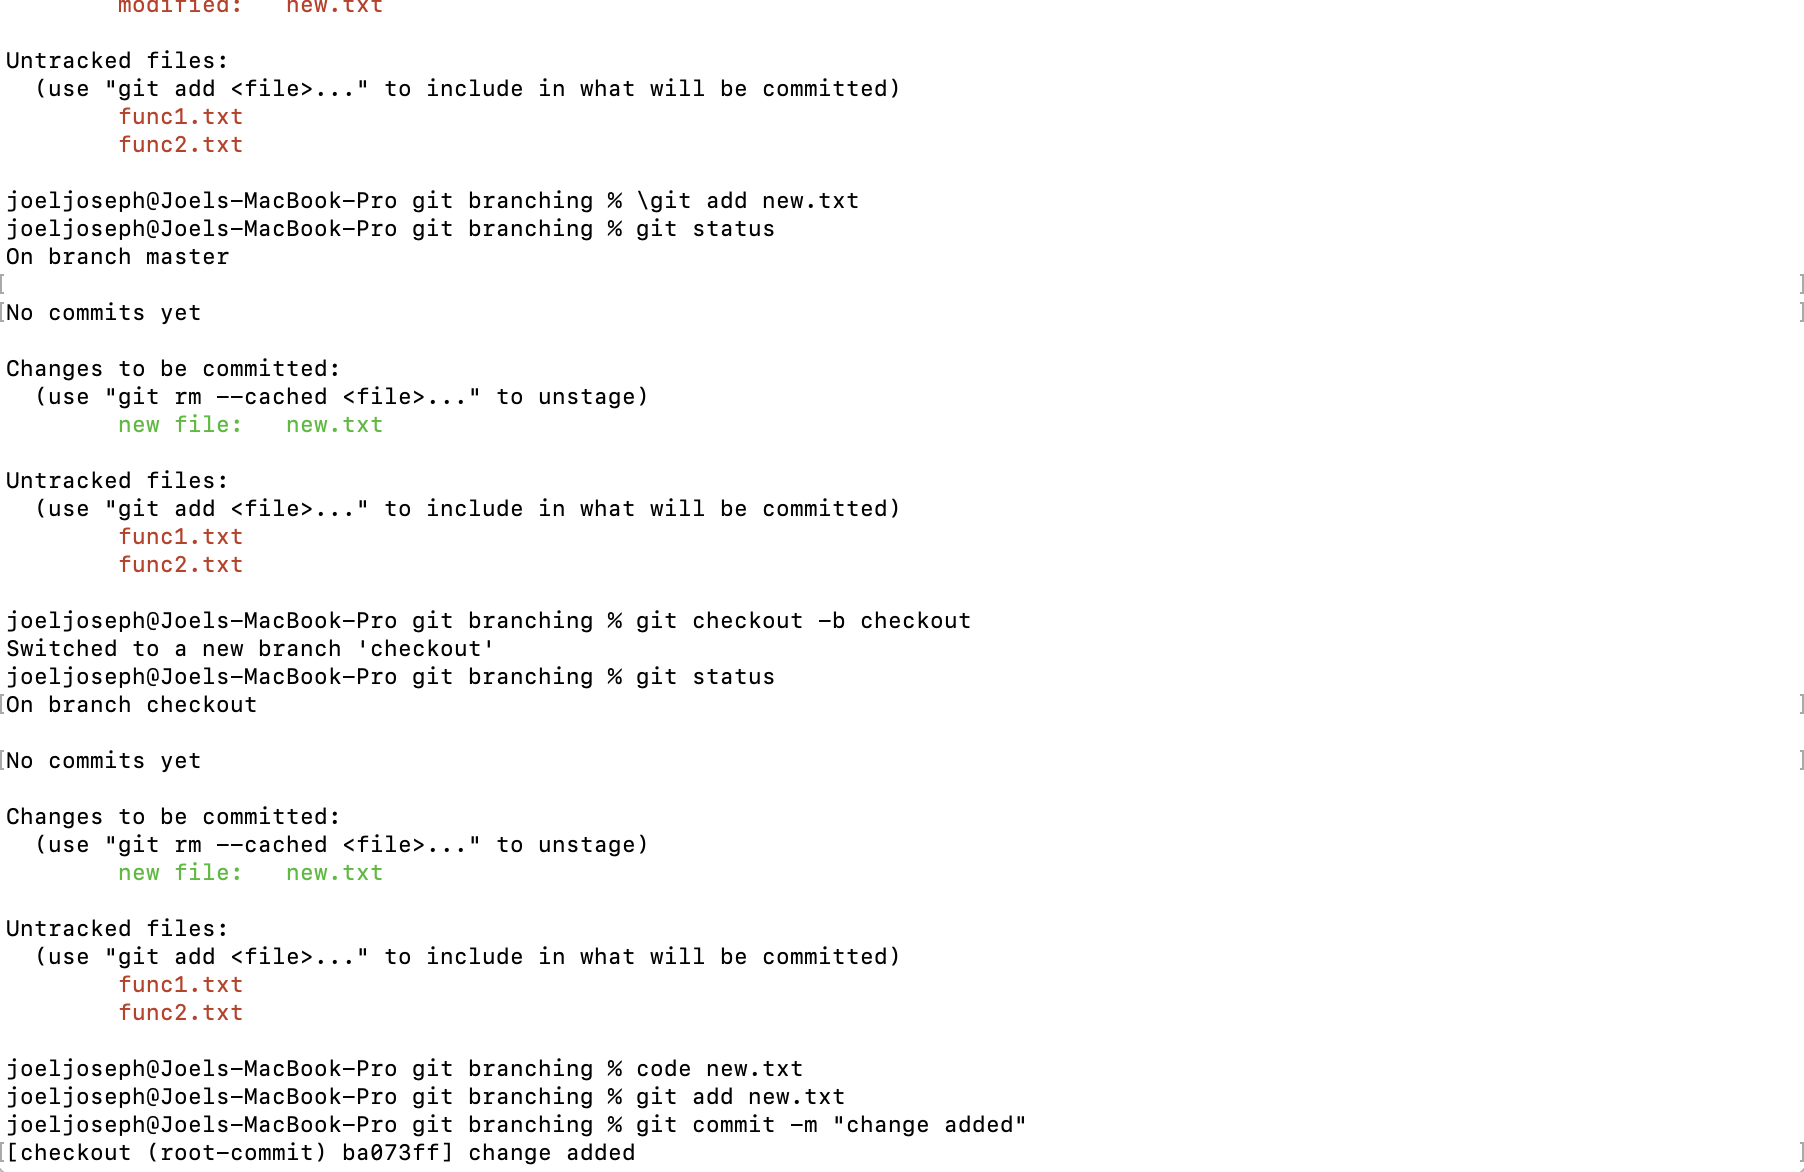 modified:   new.txt
Untracked files:
  (use "git add <file>..." to include in what will be committed)
        func1.txt
        func2.txt
joeljoseph@Joels-MacBook-Pro git branching % \git add new.txt
joeljoseph@Joels-MacBook-Pro git branching % git status
On branch master
[ ]
[No commits yet ]
Changes to be committed:
  (use "git rm --cached <file>..." to unstage)
        new file:   new.txt
Untracked files:
  (use "git add <file>..." to include in what will be committed)
        func1.txt
        func2.txt
joeljoseph@Joels-MacBook-Pro git branching % git checkout -b checkout
Switched to a new branch 'checkout'
joeljoseph@Joels-MacBook-Pro git branching % git status
[On branch checkout ]
[No commits yet ]
Changes to be committed:
  (use "git rm --cached <file>..." to unstage)
        new file:   new.txt
Untracked files:
  (use "git add <file>..." to include in what will be committed)
        func1.txt
        func2.txt
joeljoseph@Joels-MacBook-Pro git branching % code new.txt
joeljoseph@Joels-MacBook-Pro git branching % git add new.txt
joeljoseph@Joels-MacBook-Pro git branching % git commit -m "change added"
[[checkout (root-commit) ba073ff] change added ]